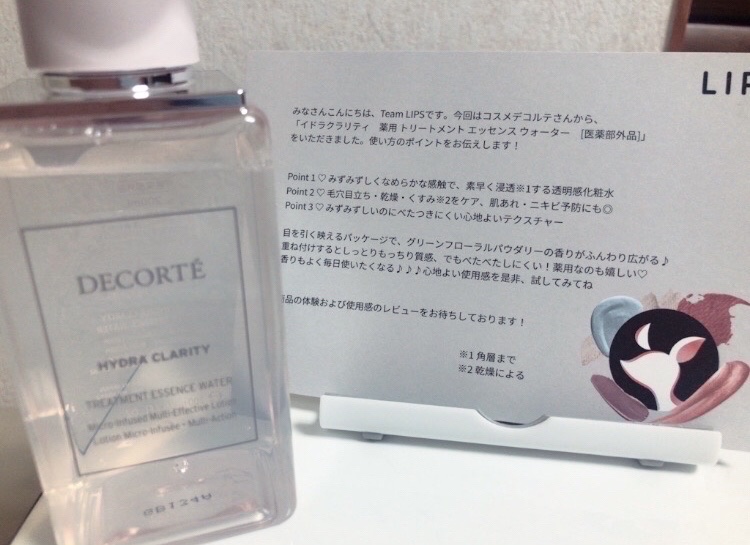 DECORTÉ
HYDRA CLARITY
TREATMENT ESSENCE WATER
Micro-Infused Multi-Effective Lotion
Lotion Micro-Infusée • Multi-Action
LIP
みなさんこんにちは、Team LIPSです。今回はコスメデコルテさんから、
「イドラクラリティ　薬用 トリートメント エッセンス ウォーター　[医薬部外品]」
をいただきました。使い方のポイントをお伝えします！
Point 1 ♡ みずみずしくなめらかな感触で、素早く浸透※1する透明感化粧水
Point 2 ♡ 毛穴目立ち・乾燥・くすみ※2をケア、肌あれ・ニキビ予防にも◎
Point 3 ♡ みずみずしいのにべたつきにくい心地よいテクスチャー
目を引く映えるパッケージで、グリーンフローラルパウダリーの香りがふんわり広がる♪
重ね付けするとしっとりもっちり質感、でもべたべたしにくい！薬用なのも嬉しい♡
香りもよく毎日使いたくなる♪♪♪心地よい使用感を是非、試してみてね
品の体験および使用感のレビューをお待ちしております！
※1 角層まで
※2 乾燥による